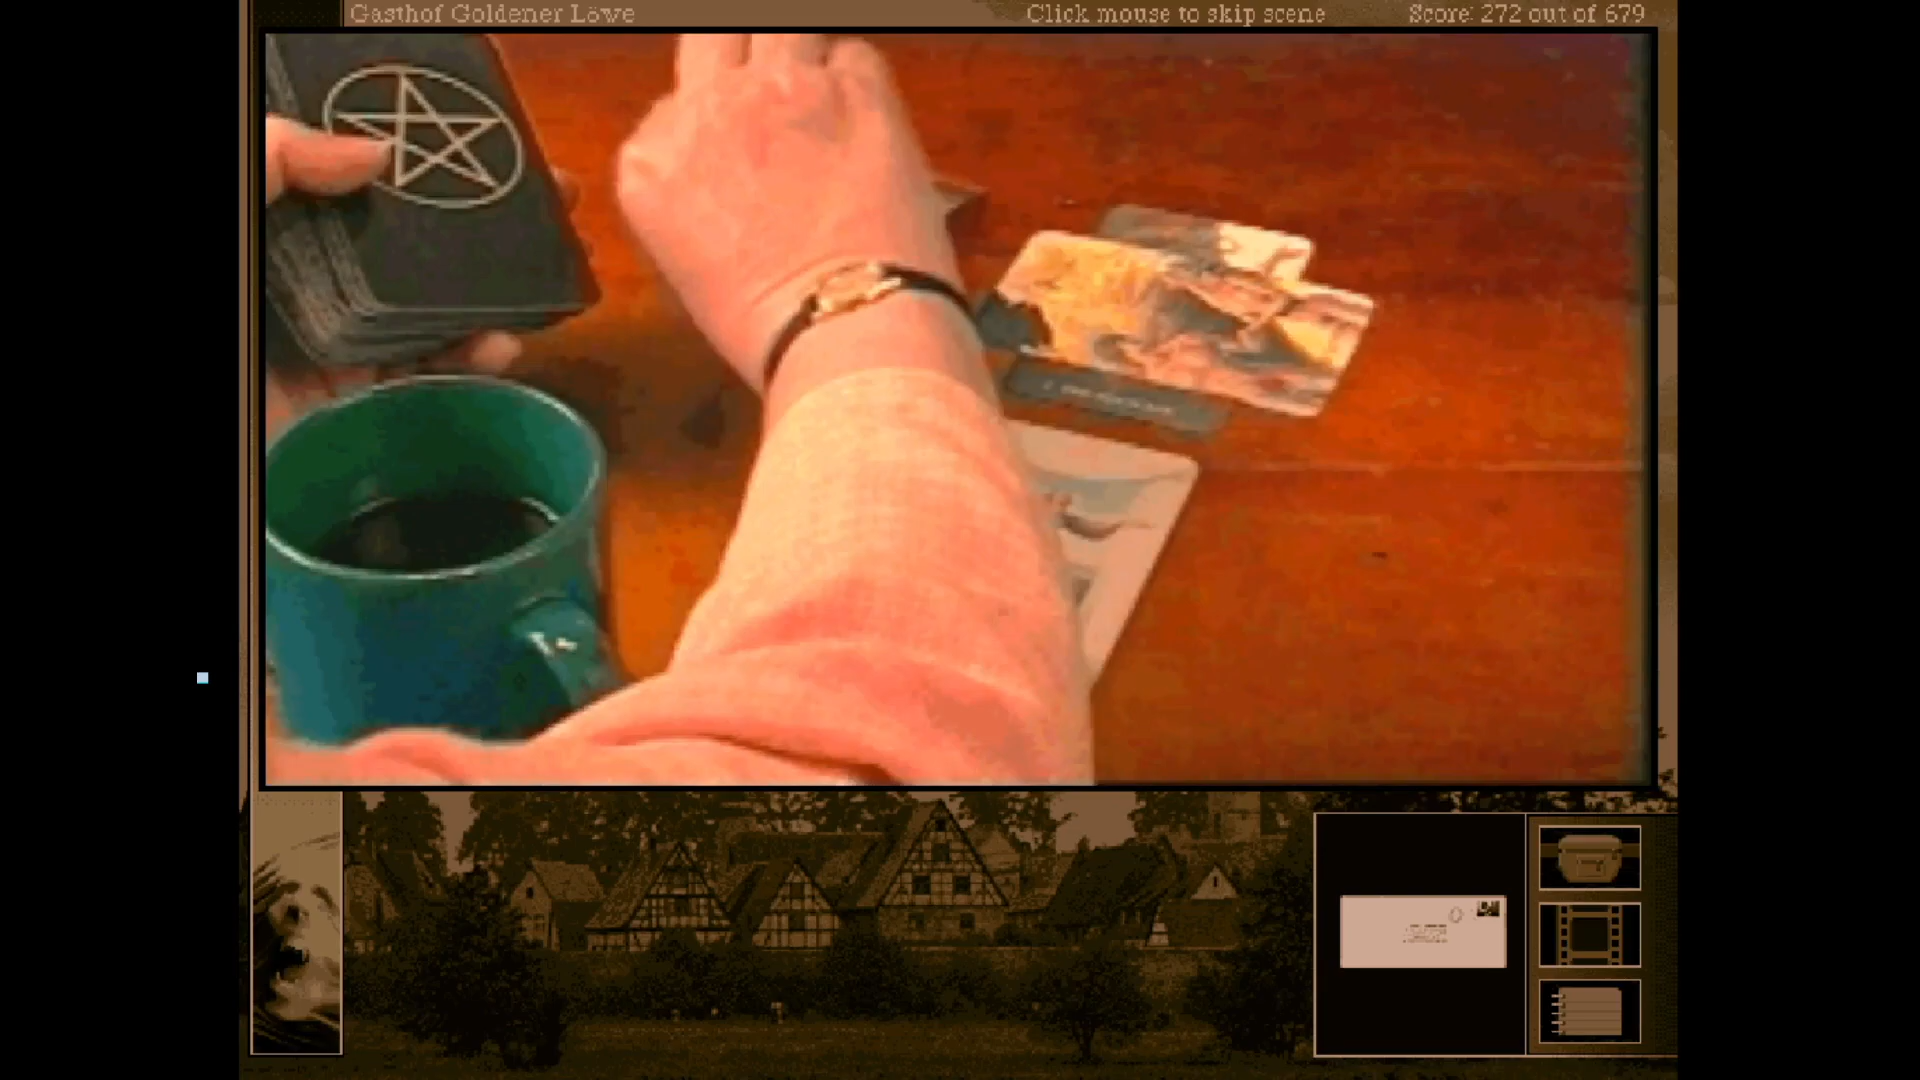 Gasthof Goldener Löwe
Click mouse to skip scene
Score: 272 out of 679